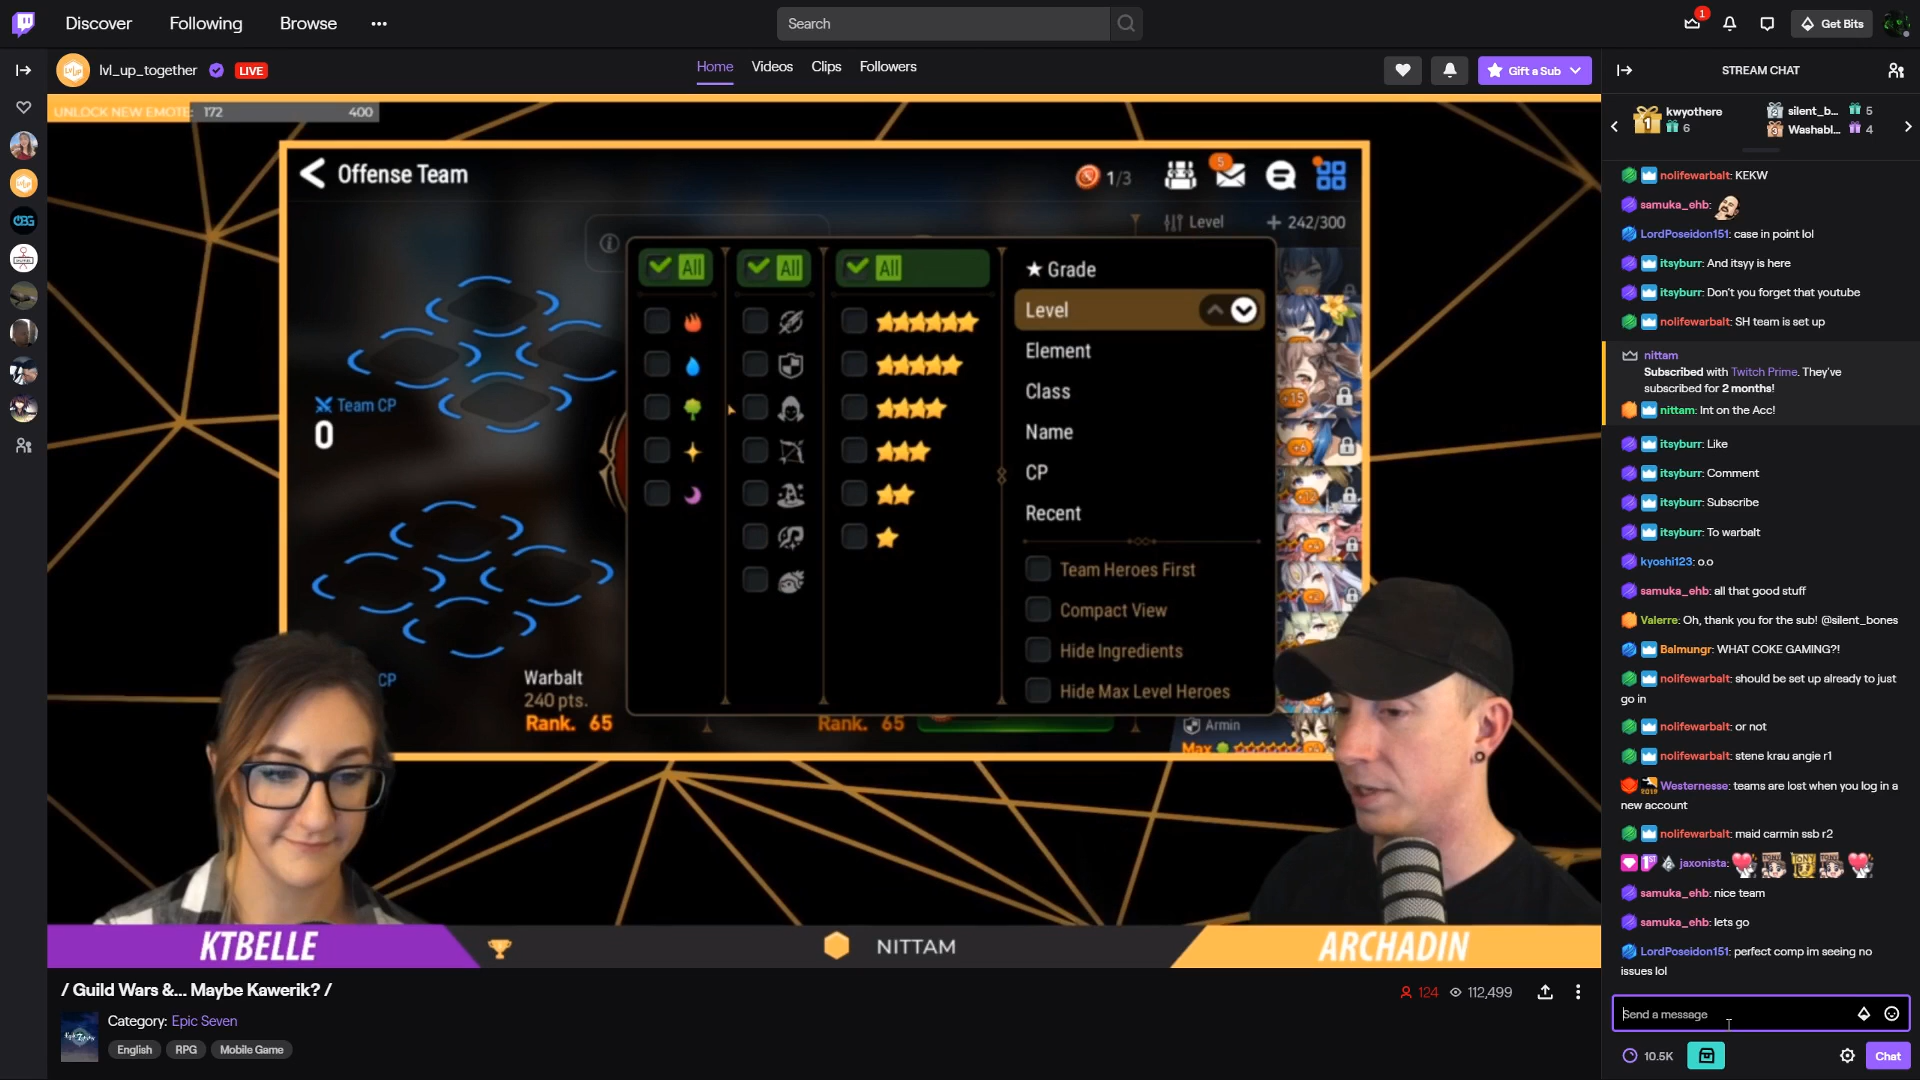 Discover
Following
Browse
Search
1
Get Bits
lvl_up_together
LIVE
Home
Videos
Clips
Followers
Gift a Sub
UNLOCK NEW EMOTE:
172
400
Offense Team
1/3
5
Level
242/300
All
All
All
★ Grade
Level
Element
Class
Name
CP
Recent
Team Heroes First
Compact View
Hide Ingredients
Hide Max Level Heroes
Team CP
0
CP
Warbalt
240 pts.
Rank. 65
Rank. 65
Armin
Max
+15
KTBELLE
NITTAM
ARCHADIN
/ Guild Wars &... Maybe Kawerik? /
124
112,499
Category: Epic Seven
English
RPG
Mobile Game
STREAM CHAT
1
kwyothere
6
2
silent_b...
5
3
Washabl...
4
nolifewarbalt: KEKW
samuka_ehb:
LordPoseidon151: case in point lol
itsyburr: And itsyy is here
itsyburr: Don't you forget that youtube
nolifewarbalt: SH team is set up
nittam
Subscribed with Twitch Prime. They've
subscribed for 2 months!
nittam: Int on the Acc!
itsyburr: Like
itsyburr: Comment
itsyburr: Subscribe
itsyburr: To warbalt
kyoshi123: o.o
samuka_ehb: all that good stuff
Valerre: Oh, thank you for the sub! @silent_bones
Balmungr: WHAT COKE GAMING?!
nolifewarbalt: should be set up already to just
go in
nolifewarbalt: or not
nolifewarbalt: stene krau angie r1
Westernesse: teams are lost when you log in a
new account
nolifewarbalt: maid carmin ssb r2
jaxonista:
samuka_ehb: nice team
samuka_ehb: lets go
LordPoseidon151: perfect comp im seeing no
issues lol
Send a message
10.5K
Chat